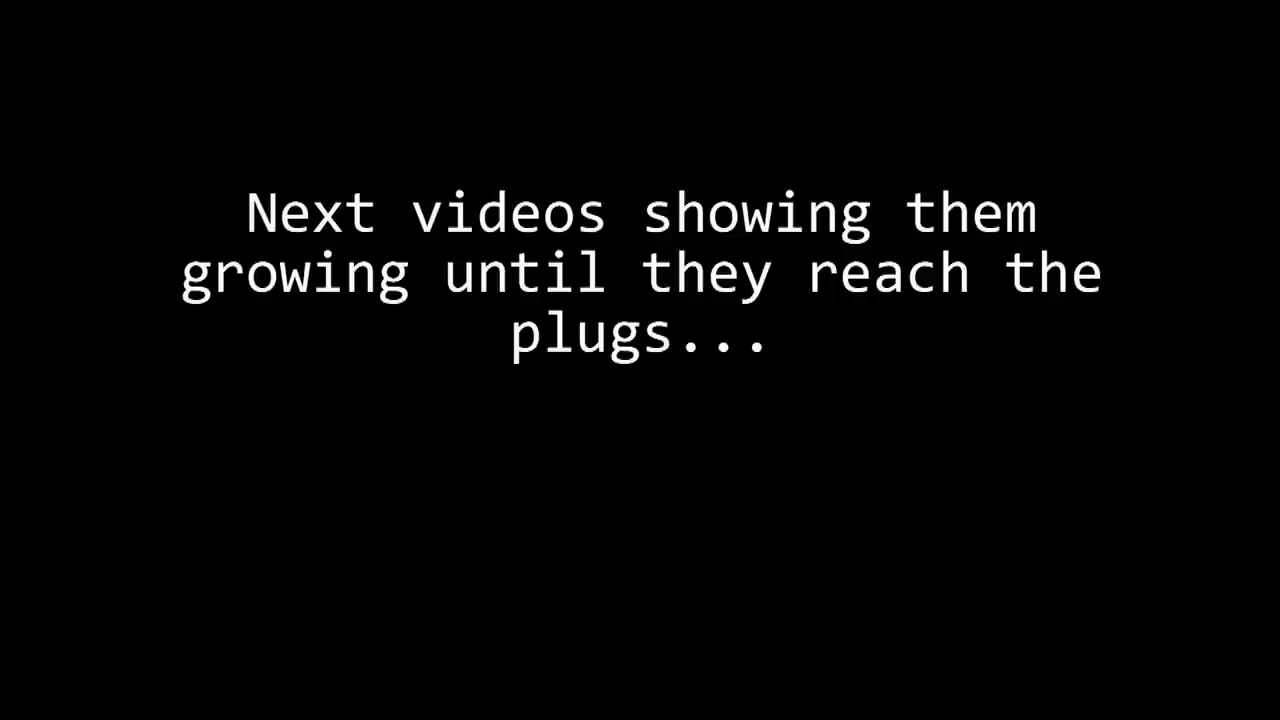 Next videos showing them
growing until they reach the
plugs...